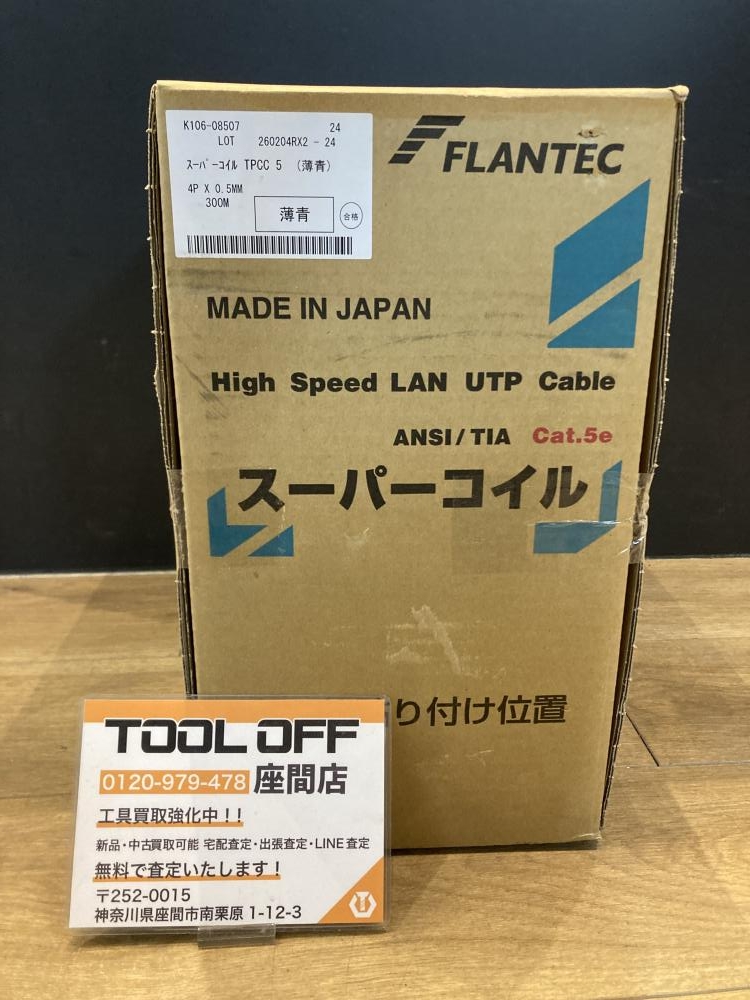 K106-08507 24
LOT 260204RX2 - 24
スーパーコイル TPCC 5 (薄青)
4P X 0.5MM
300M
薄青
合格
FLANTEC
MADE IN JAPAN
High Speed LAN UTP Cable
ANSI/TIA Cat.5e
スーパーコイル
り付け位置
TOOL OFF
0120-979-478 座間店
工具買取強化中!!
新品・中古買取可能 宅配査定・出張査定・LINE査定
無料で査定いたします!
〒252-0015
神奈川県座間市南栗原1-12-3